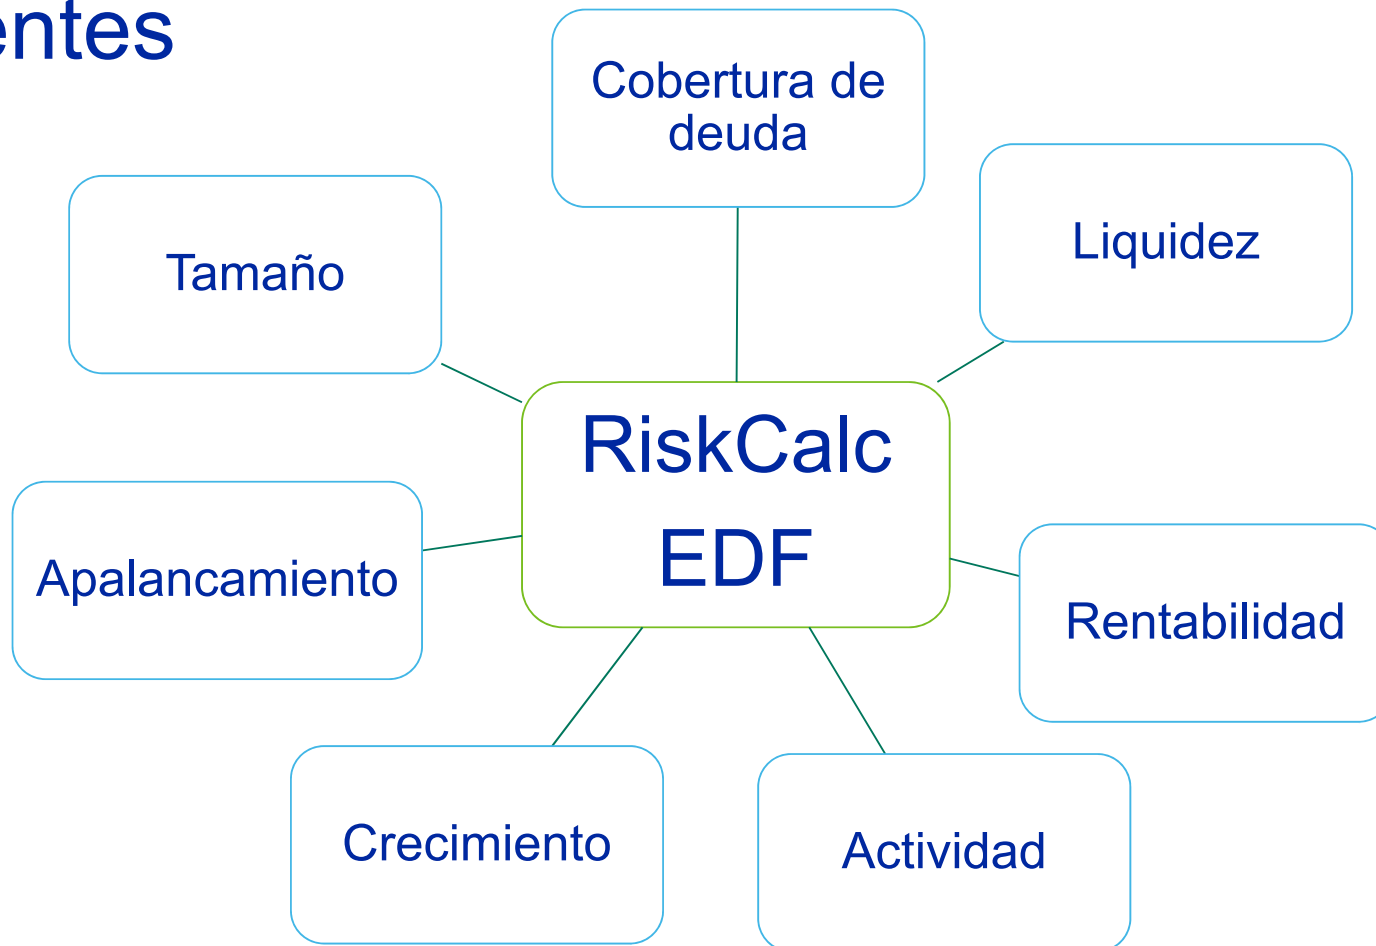 entes
Cobertura de
deuda
Liquidez
Tamaño
RiskCalc
EDF
Apalancamiento
Rentabilidad
Crecimiento
Actividad